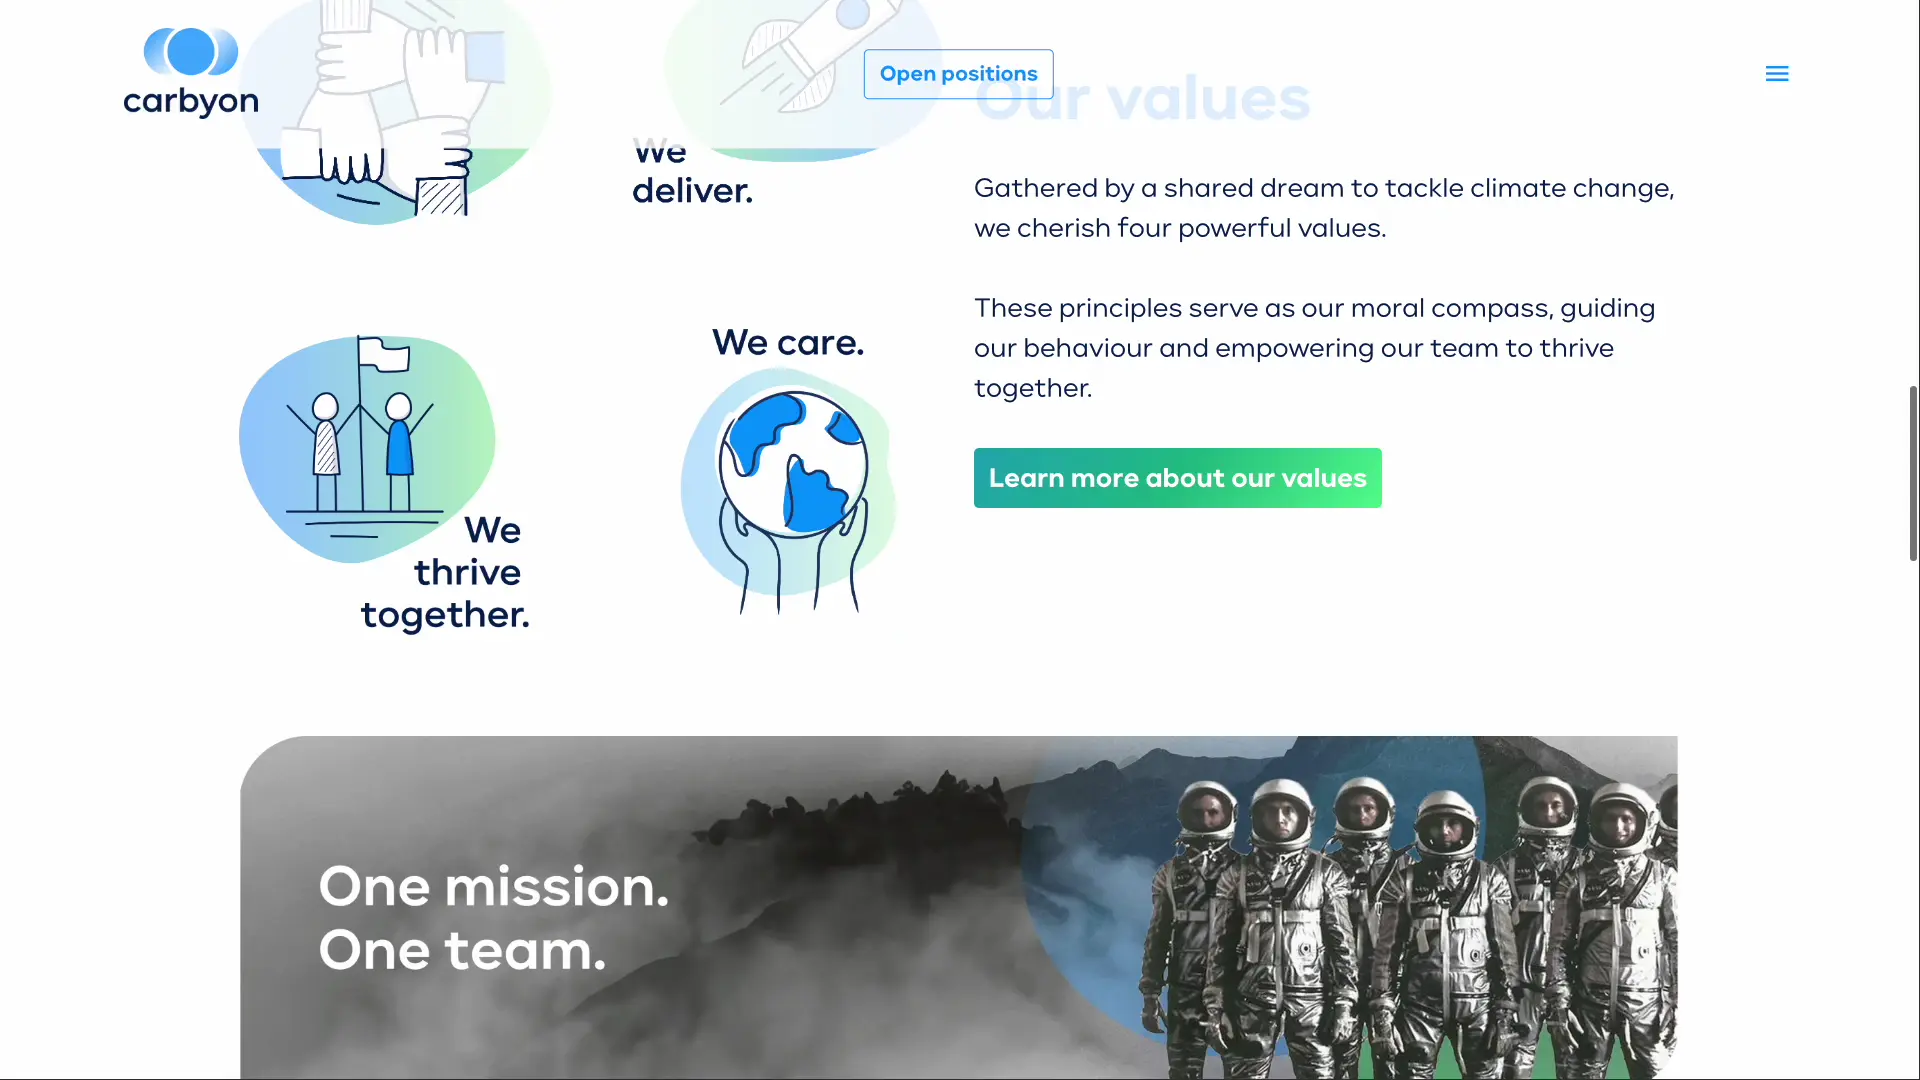 carbyon
Open positions
Our values
We
deliver.
Gathered by a shared dream to tackle climate change,
we cherish four powerful values.
These principles serve as our moral compass, guiding
our behaviour and empowering our team to thrive
together.
Learn more about our values
We care.
We
thrive
together.
One mission.
One team.